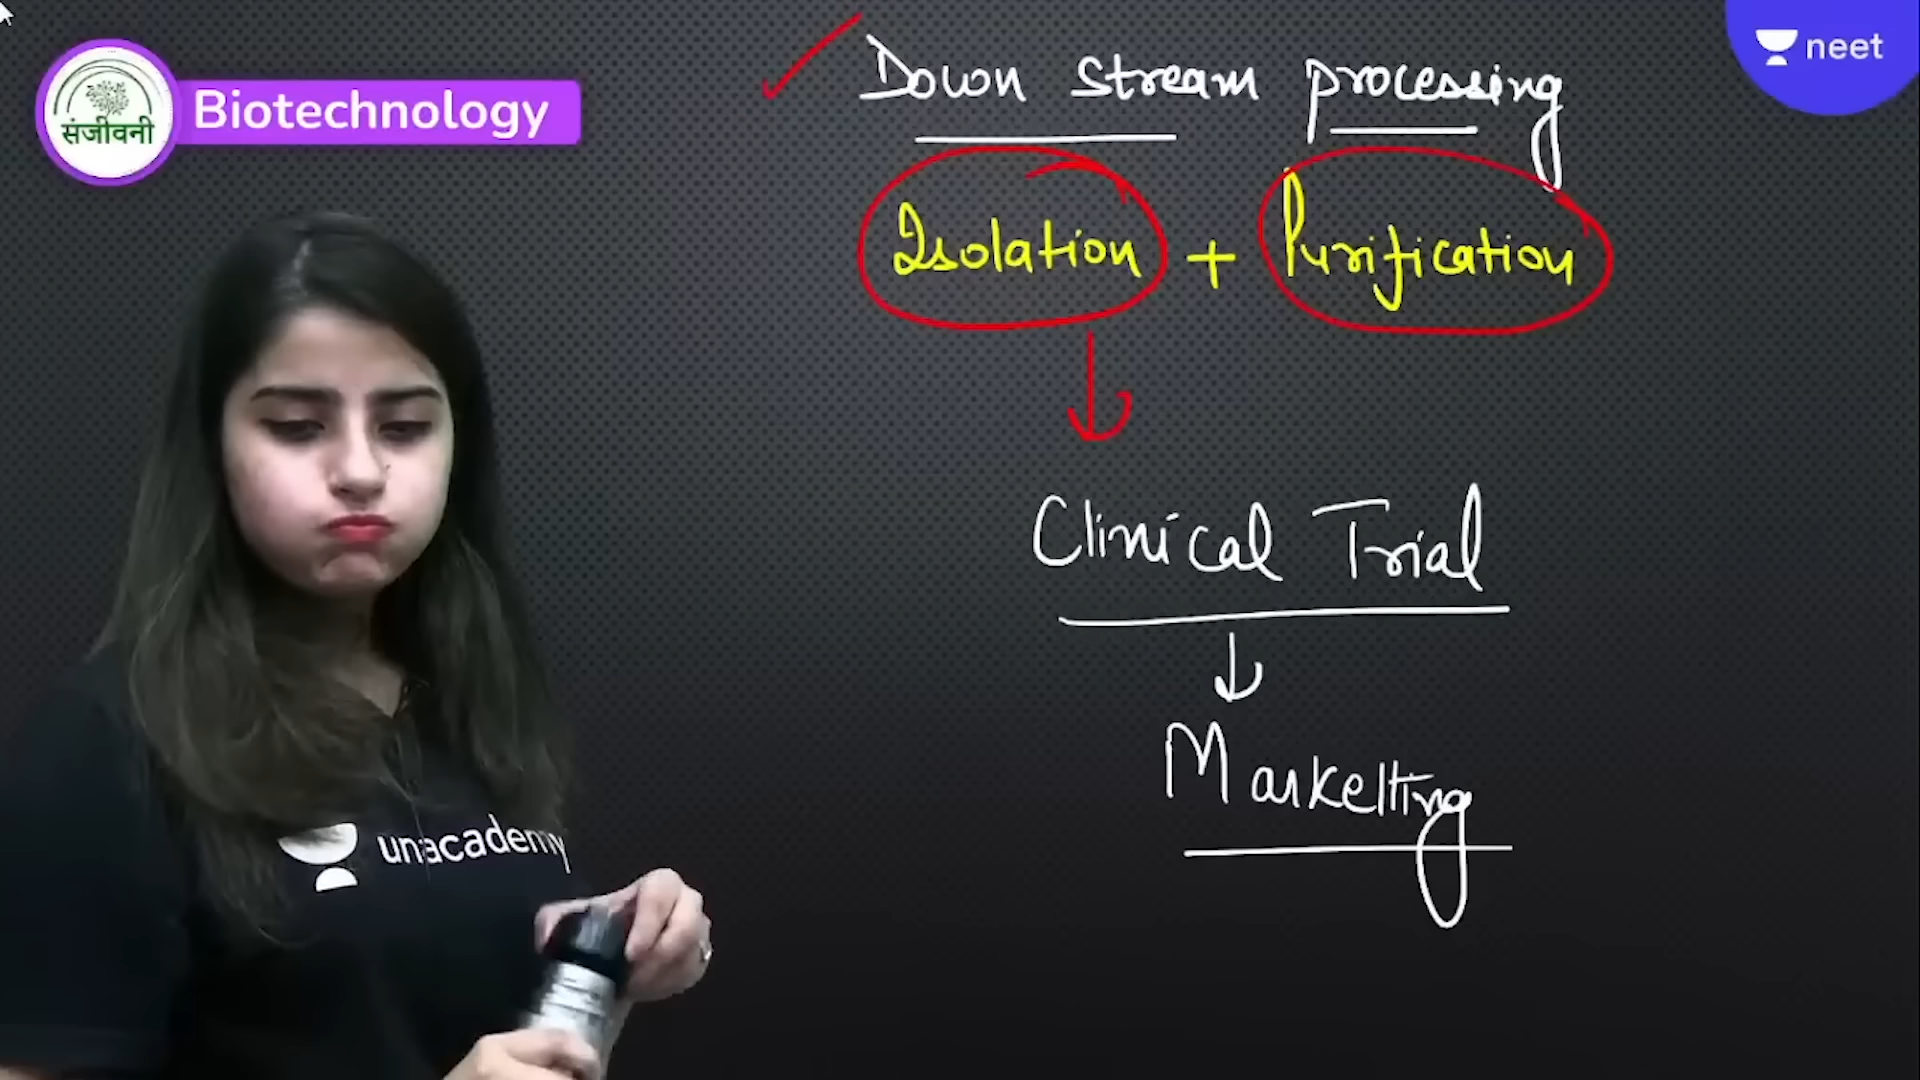 neet
संजीवनी
Biotechnology
Down Stream processing
Isolation + Purification
Clinical Trial
Markelting
unacademy